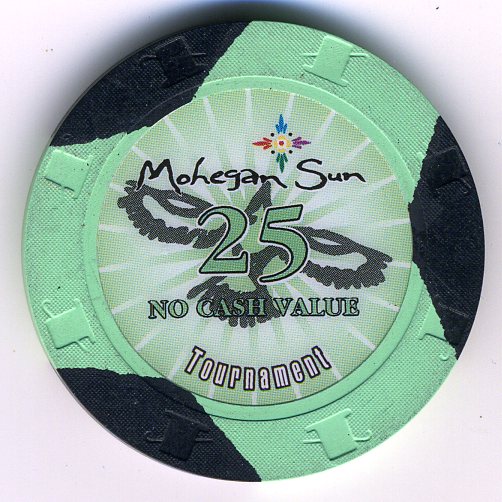 Mohegan Sun
25
NO CASH VALUE
Tournament